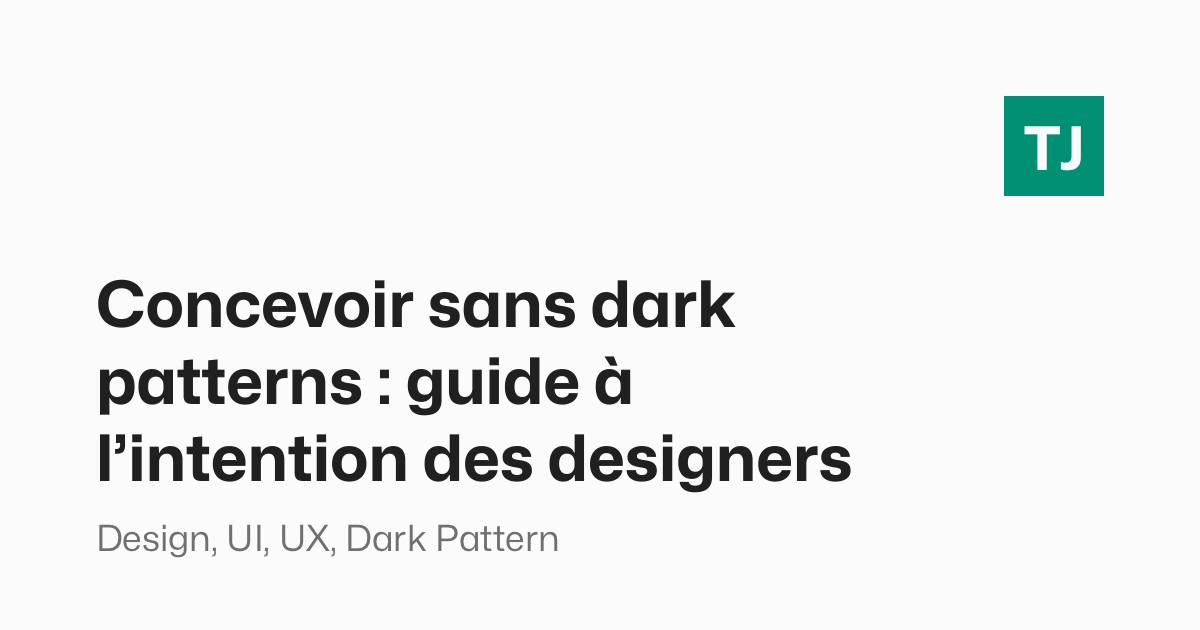 TJ
Concevoir sans dark
patterns : guide à
l’intention des designers
Design, UI, UX, Dark Pattern